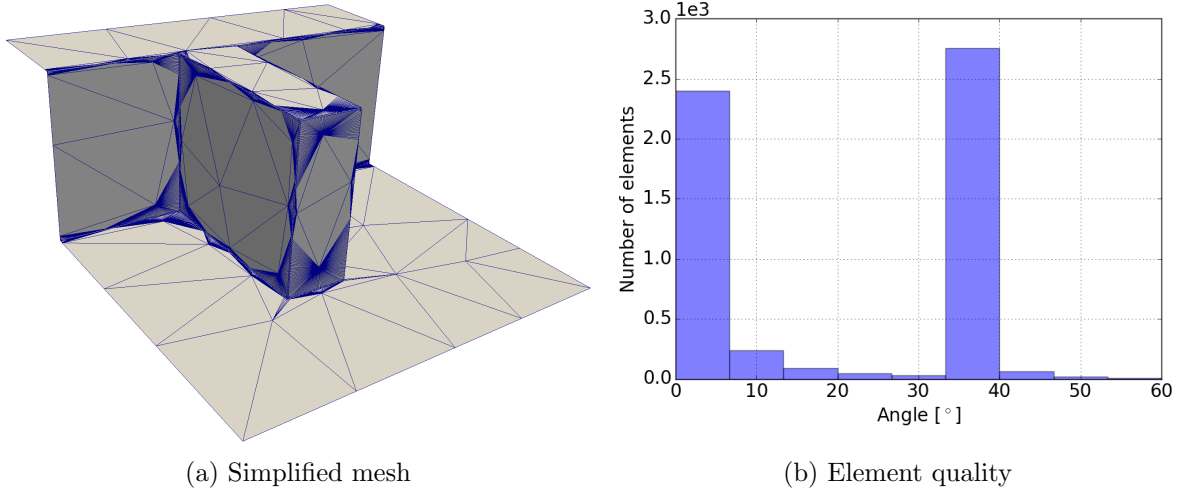 3.0 1e3
2.5
2.0
1.5
1.0
0.5
0.0
Number of elements
0 10 20 30 40 50 60
Angle [°]
(a) Simplified mesh
(b) Element quality